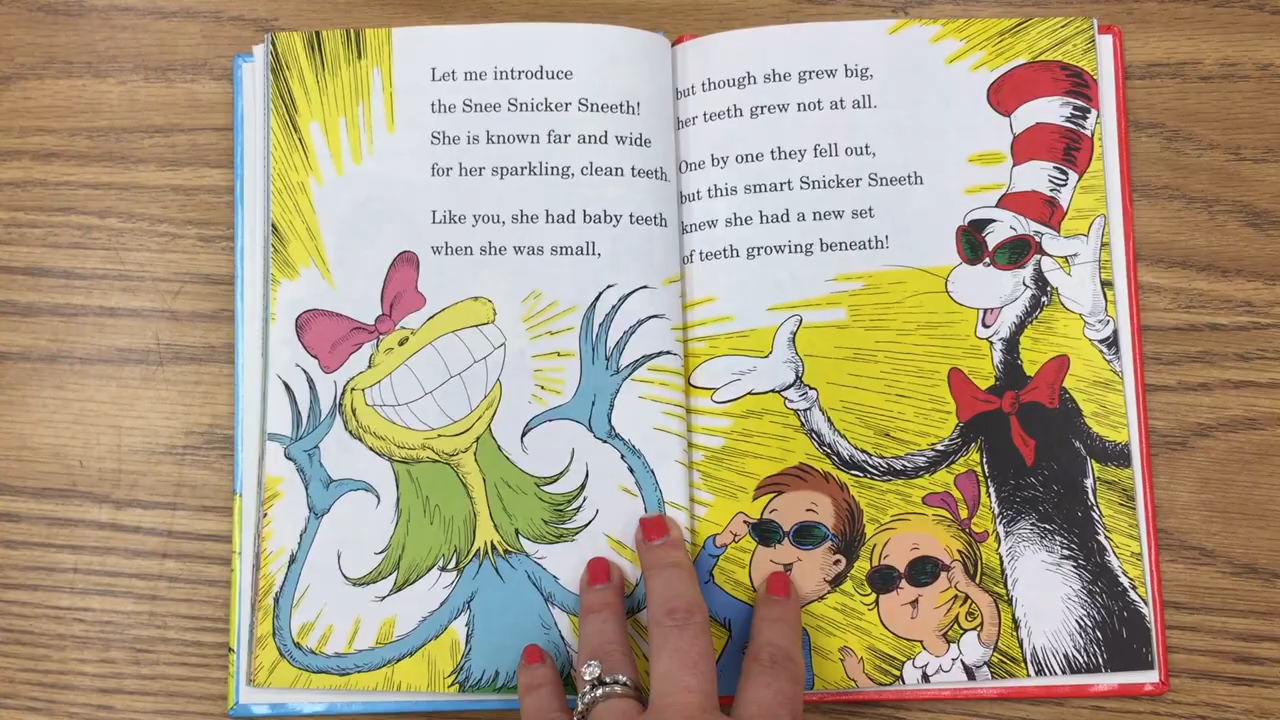 Let me introduce
the Snee Snicker Sneeth!
She is known far and wide
for her sparkling, clean teeth.
Like you, she had baby teeth
when she was small,
but though she grew big,
her teeth grew not at all.
One by one they fell out,
but this smart Snicker Sneeth
knew she had a new set
of teeth growing beneath!